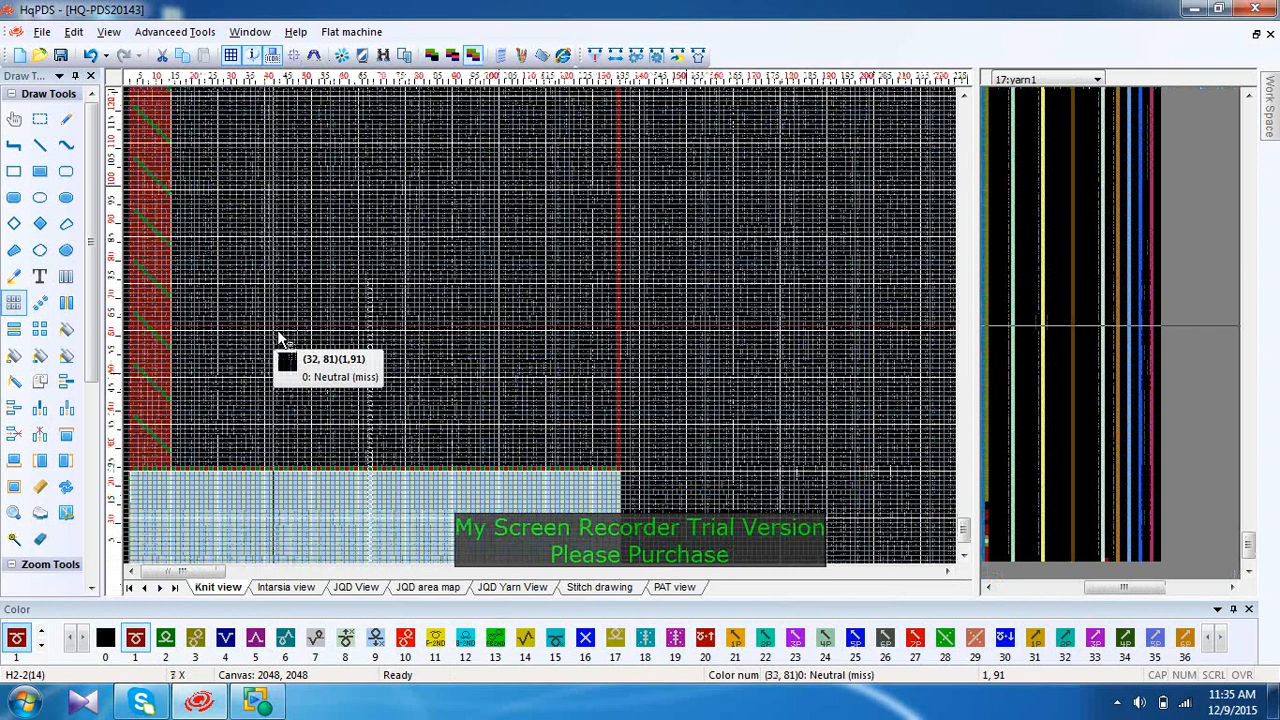 HqPDS - [HQ-PDS20143]
File Edit View Adveenced Tools Window Help Flat machine
Draw T...
17:yarn1
Work Space
Draw Tools
(32, 81)(1,91)
0: Neutral (miss)
My Screen Recorder Trial Version
Please Purchase
Zoom Tools
Knit view Intarsia view JQD View JQD area map JQD Yarn View Stitch drawing PAT view
Color
1 0 1 2 3 4 5 6 7 8 9 10 11 12 13 14 15 16 17 18 19 20 21 22 23 24 25 26 27 28 29 30 31 32 33 34 35 36
H2-2(14) X Canvas: 2048, 2048 Ready Color num (33, 81)0: Neutral (miss) 1, 91 CAP NUM SCRL OVR
11:35 AM
12/9/2015